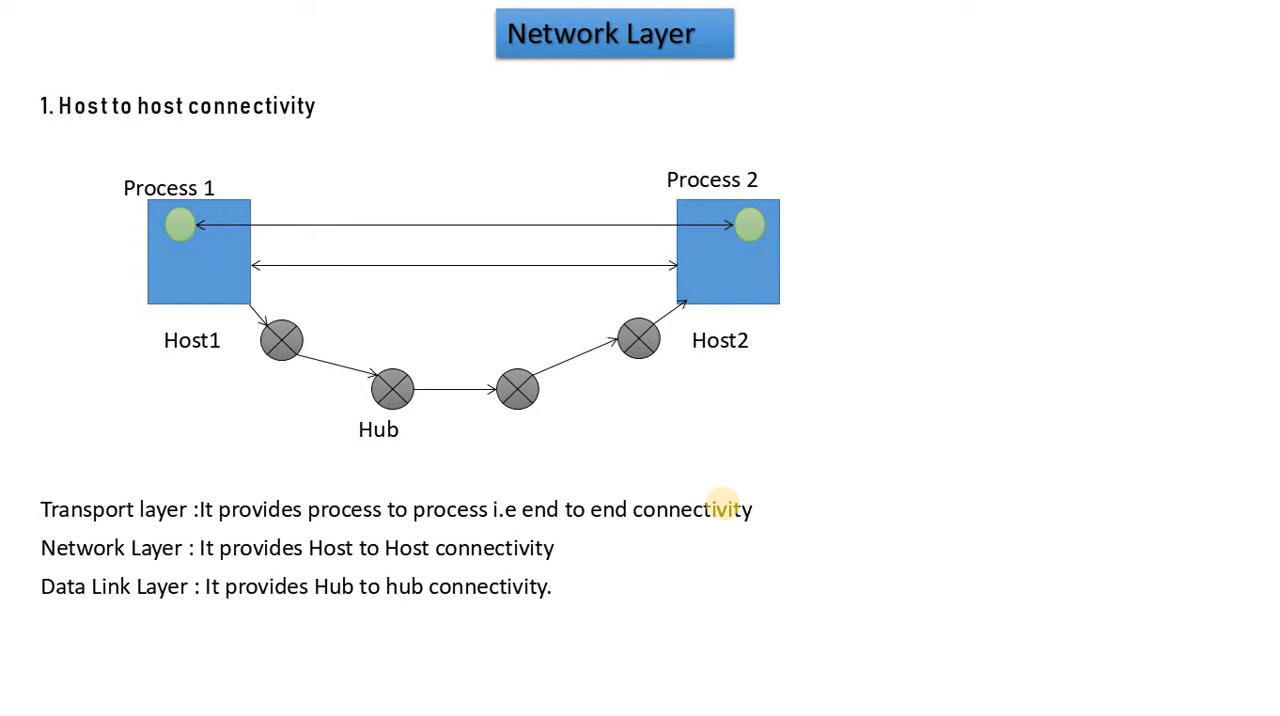 Network Layer
1. Host to host connectivity
Process 1
Process 2
Host1
Host2
Hub
Transport layer :It provides process to process i.e end to end connectivity
Network Layer : It provides Host to Host connectivity
Data Link Layer : It provides Hub to hub connectivity.